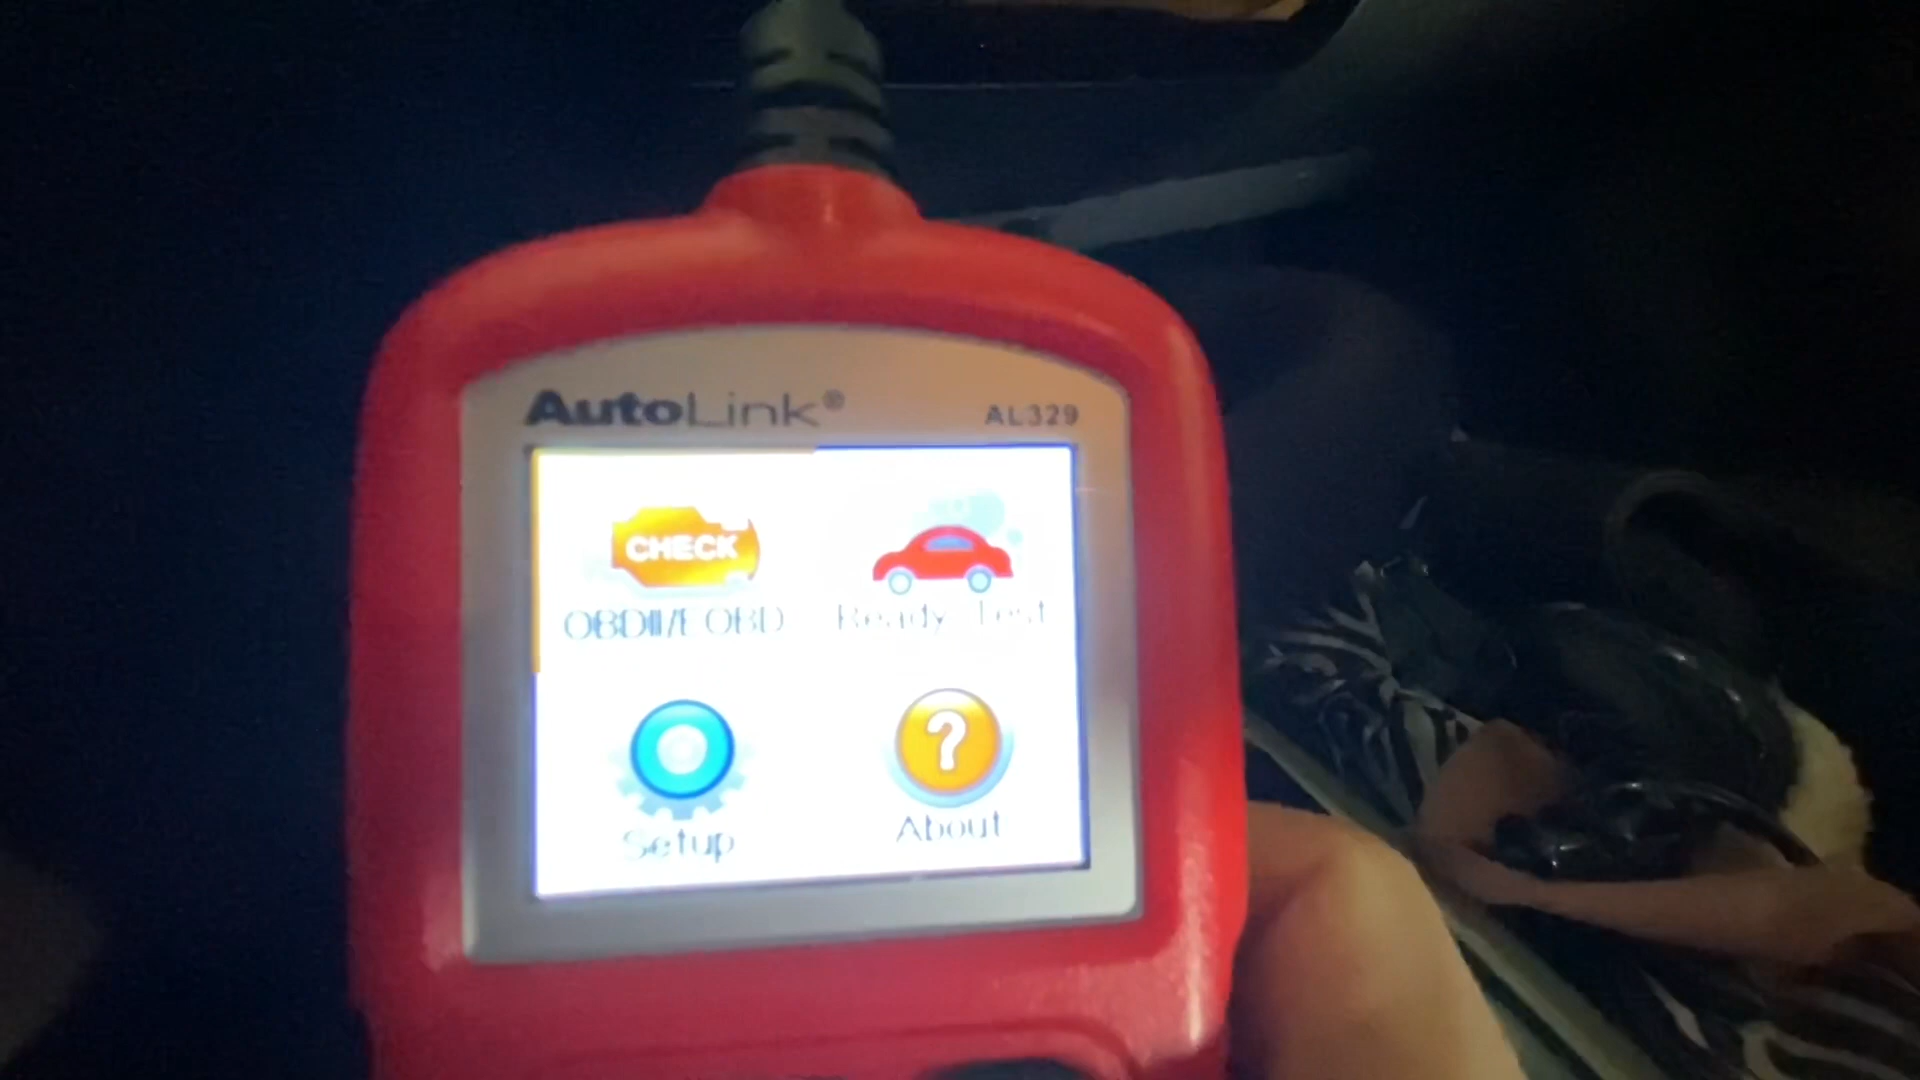 AutoLink®
AL329
CHECK
OBDII/EOBD
Ready Test
?
Setup
About